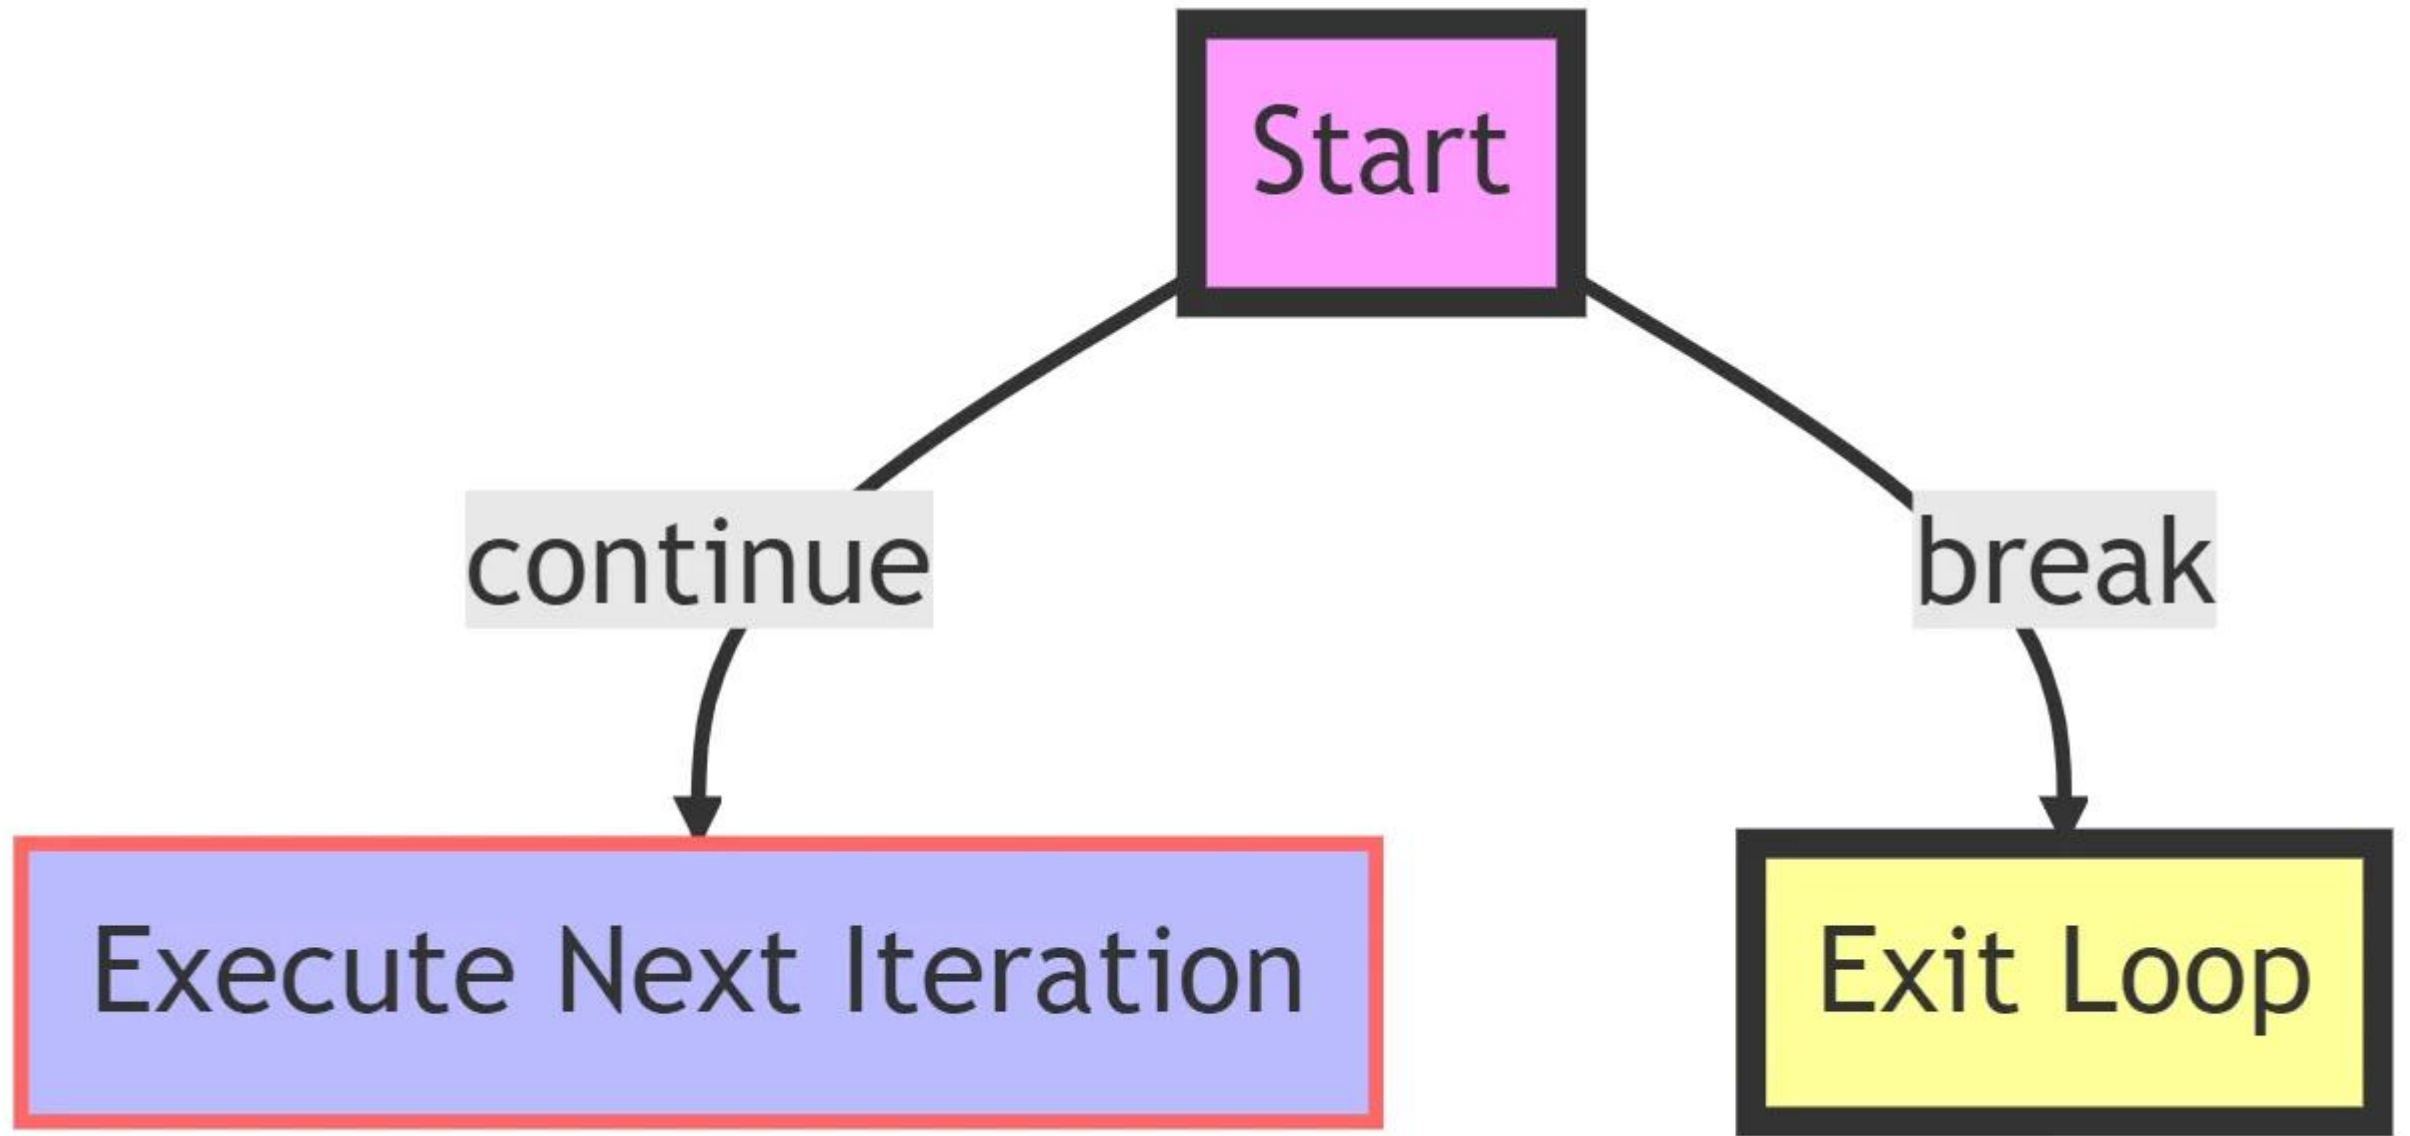 Start
continue
break
Execute Next Iteration
Exit Loop